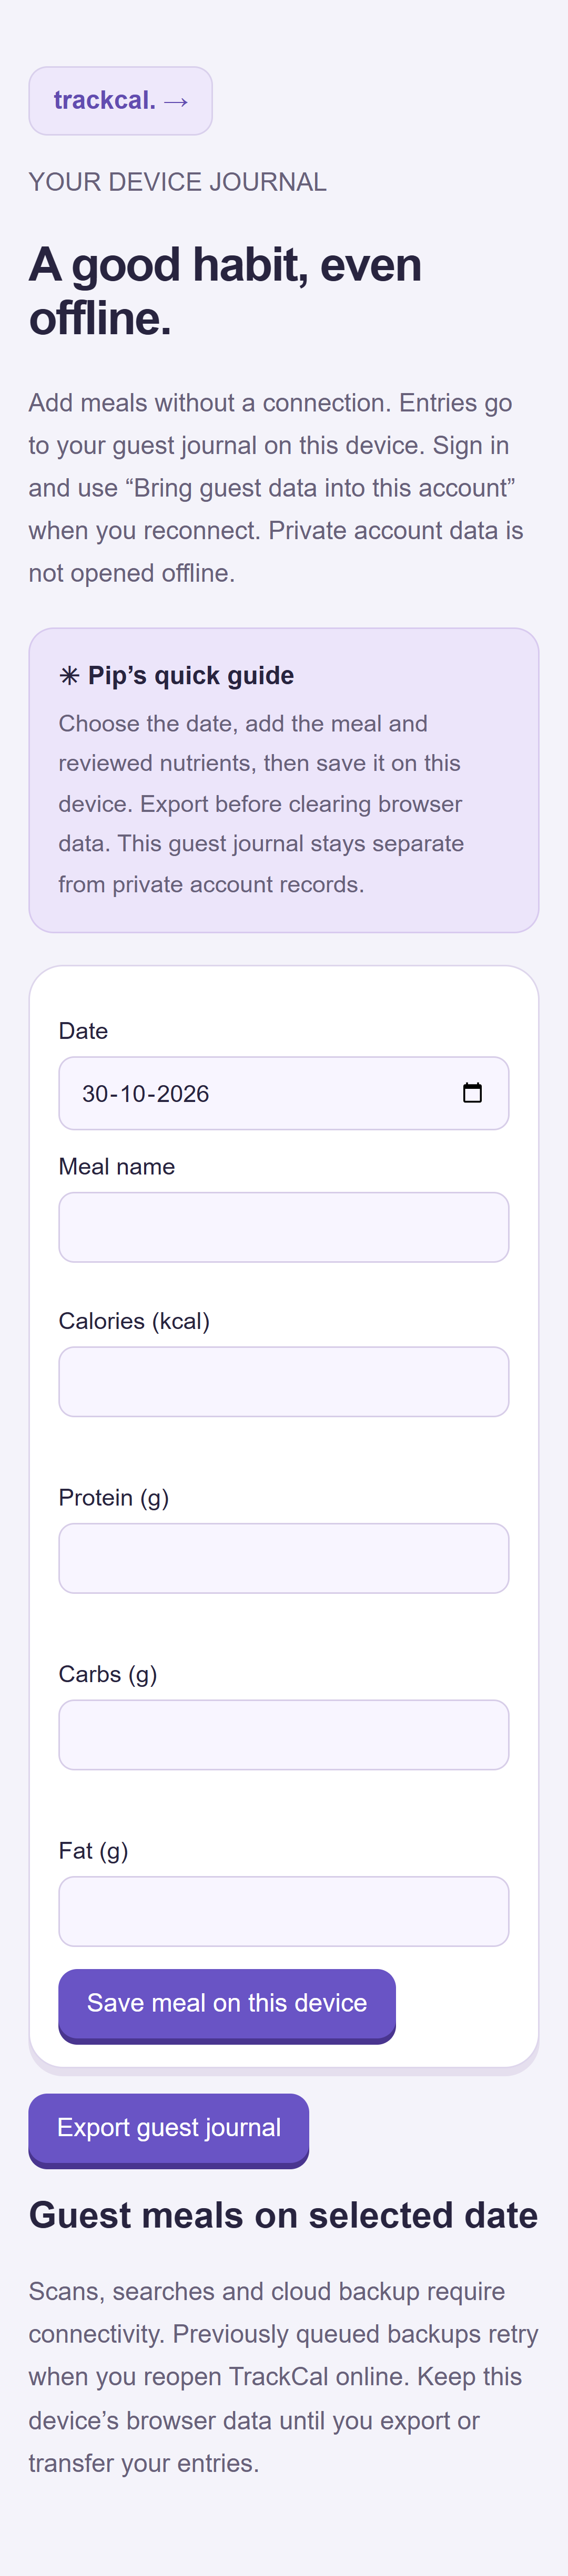 trackcal. →
YOUR DEVICE JOURNAL
A good habit, even
offline.
Add meals without a connection. Entries go
to your guest journal on this device. Sign in
and use “Bring guest data into this account”
when you reconnect. Private account data is
not opened offline.
✳ Pip’s quick guide
Choose the date, add the meal and
reviewed nutrients, then save it on this
device. Export before clearing browser
data. This guest journal stays separate
from private account records.
Date
30-10-2026
Meal name
Calories (kcal)
Protein (g)
Carbs (g)
Fat (g)
Save meal on this device
Export guest journal
Guest meals on selected date
Scans, searches and cloud backup require
connectivity. Previously queued backups retry
when you reopen TrackCal online. Keep this
device’s browser data until you export or
transfer your entries.